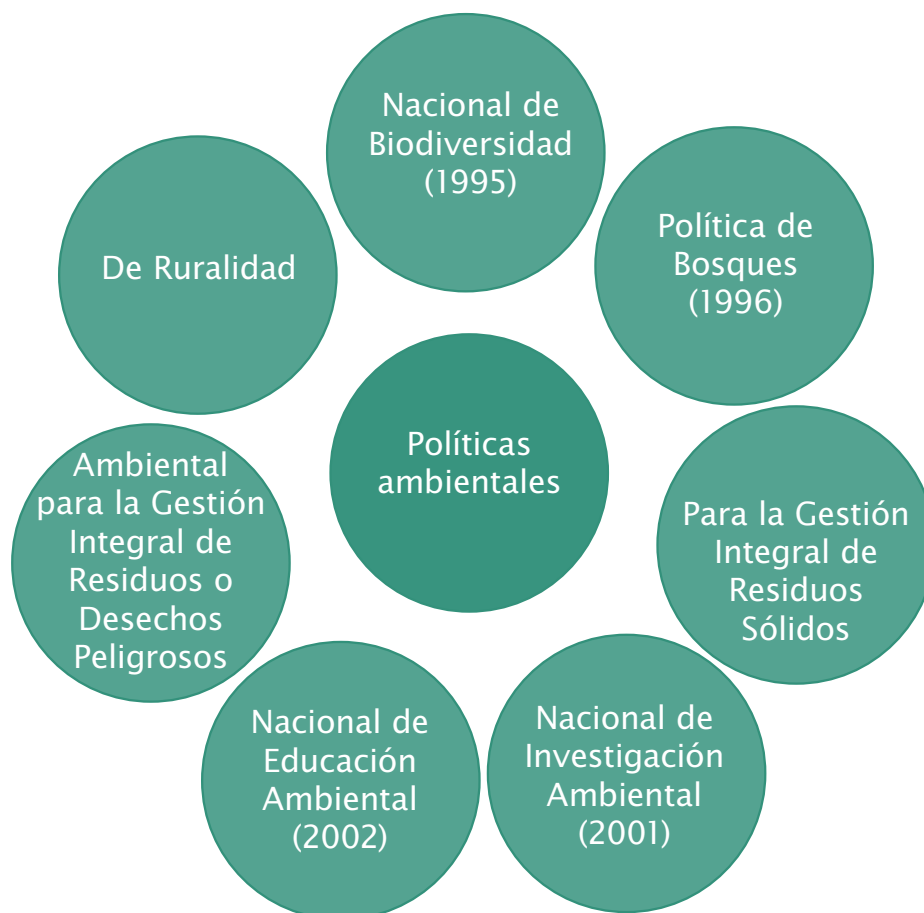 Nacional de
Biodiversidad
(1995)
Política de
Bosques
(1996)
Para la Gestión
Integral de
Residuos
Sólidos
Nacional de
Investigación
Ambiental
(2001)
Nacional de
Educación
Ambiental
(2002)
Ambiental
para la Gestión
Integral de
Residuos o
Desechos
Peligrosos
De Ruralidad
Políticas
ambientales